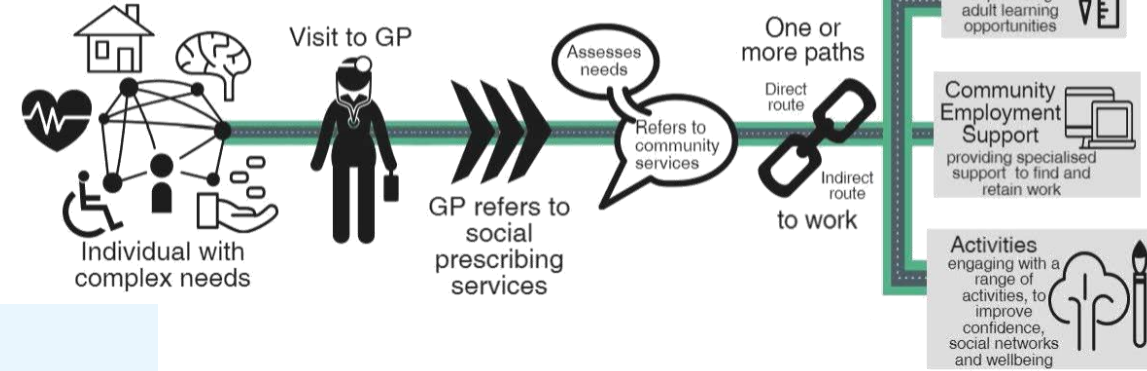 Individual with
complex needs
Visit to GP
GP refers to
social
prescribing
services
Assesses
needs
Refers to
community
services
One or
more paths
Direct
route
Indirect
route
to work
adult learning
opportunities
Community
Employment
Support
providing specialised
support to find and
retain work
Activities
engaging with a
range of
activities, to
improve
confidence,
social networks
and wellbeing